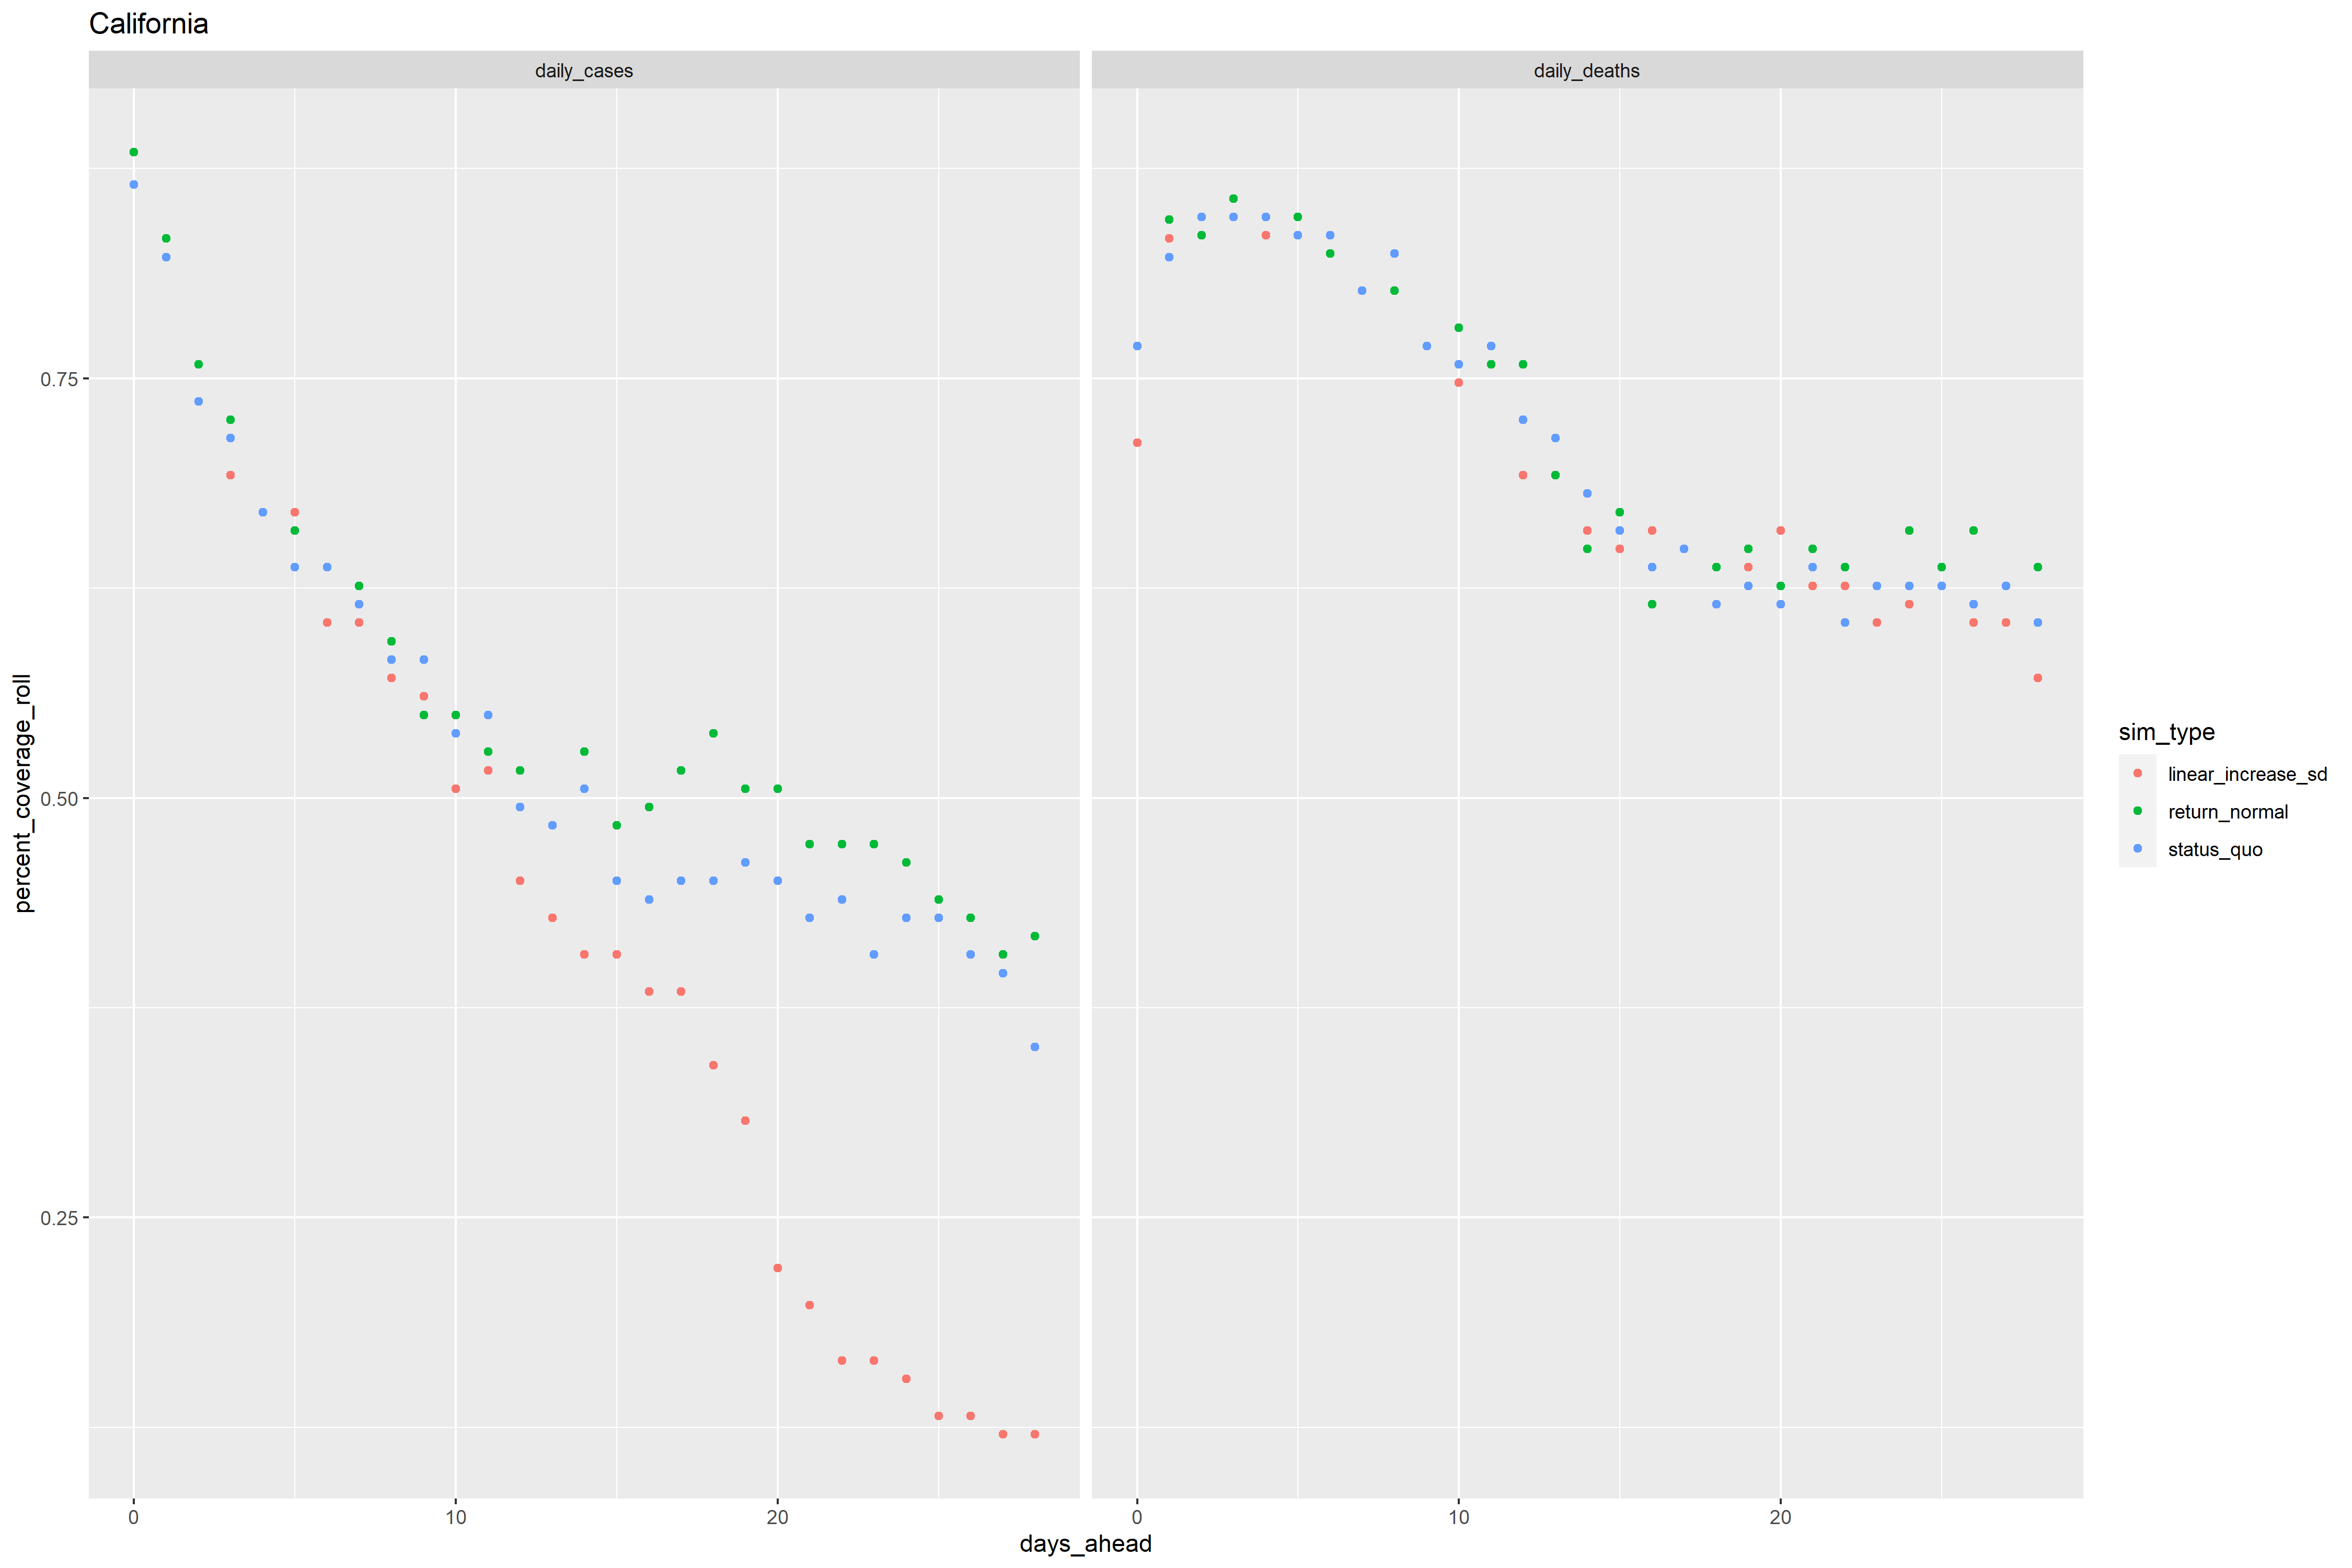 California
daily_cases
daily_deaths
0.75
0.50
0.25
percent_coverage_roll
0 10 20
0 10 20
days_ahead
sim_type
linear_increase_sd
return_normal
status_quo